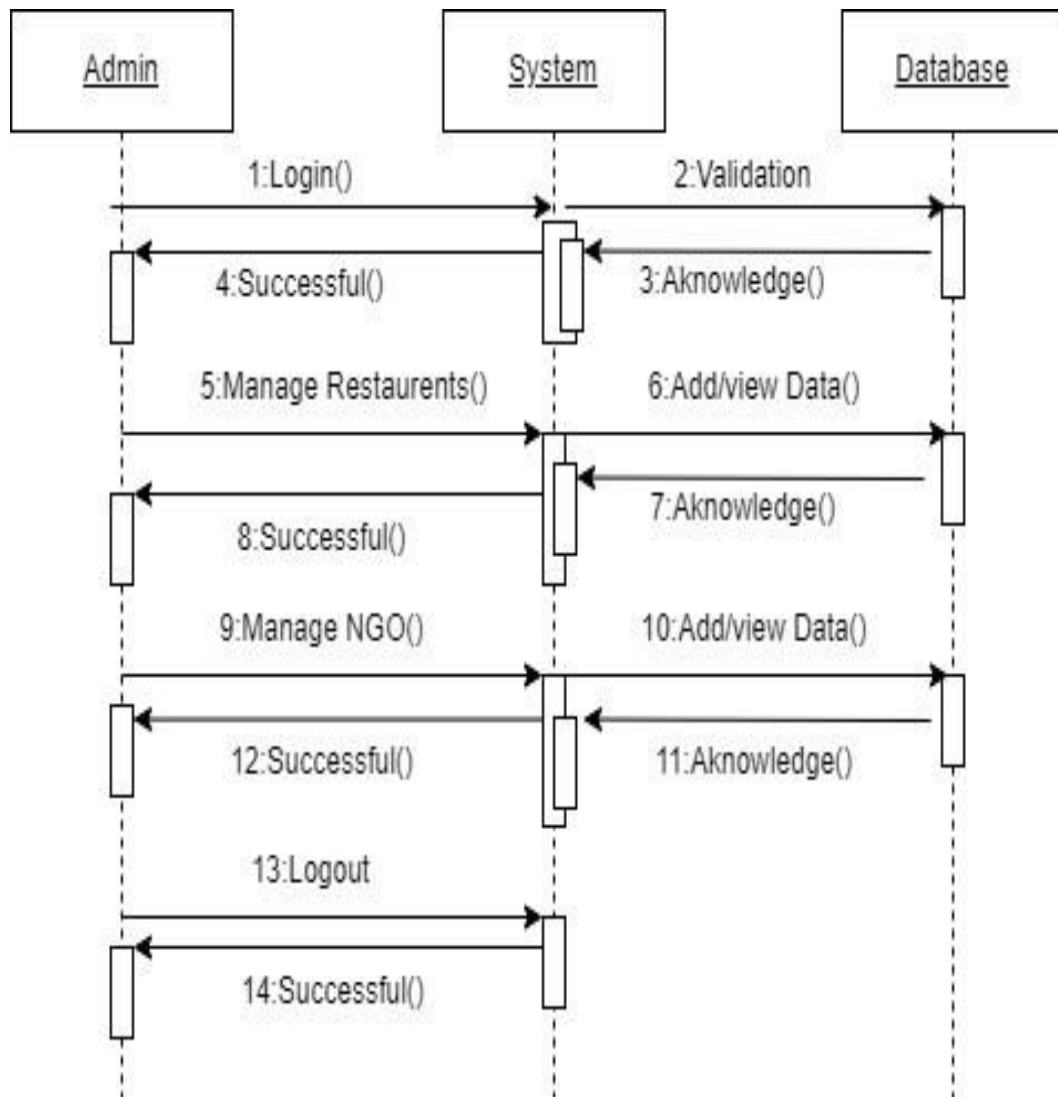 Admin
System
Database
1:Login()
2:Validation
4:Successful()
3:Aknowledge()
5:Manage Restaurents()
6:Add/view Data()
8:Successful()
7:Aknowledge()
9:Manage NGO()
10:Add/view Data()
12:Successful()
11:Aknowledge()
13:Logout
14:Successful()